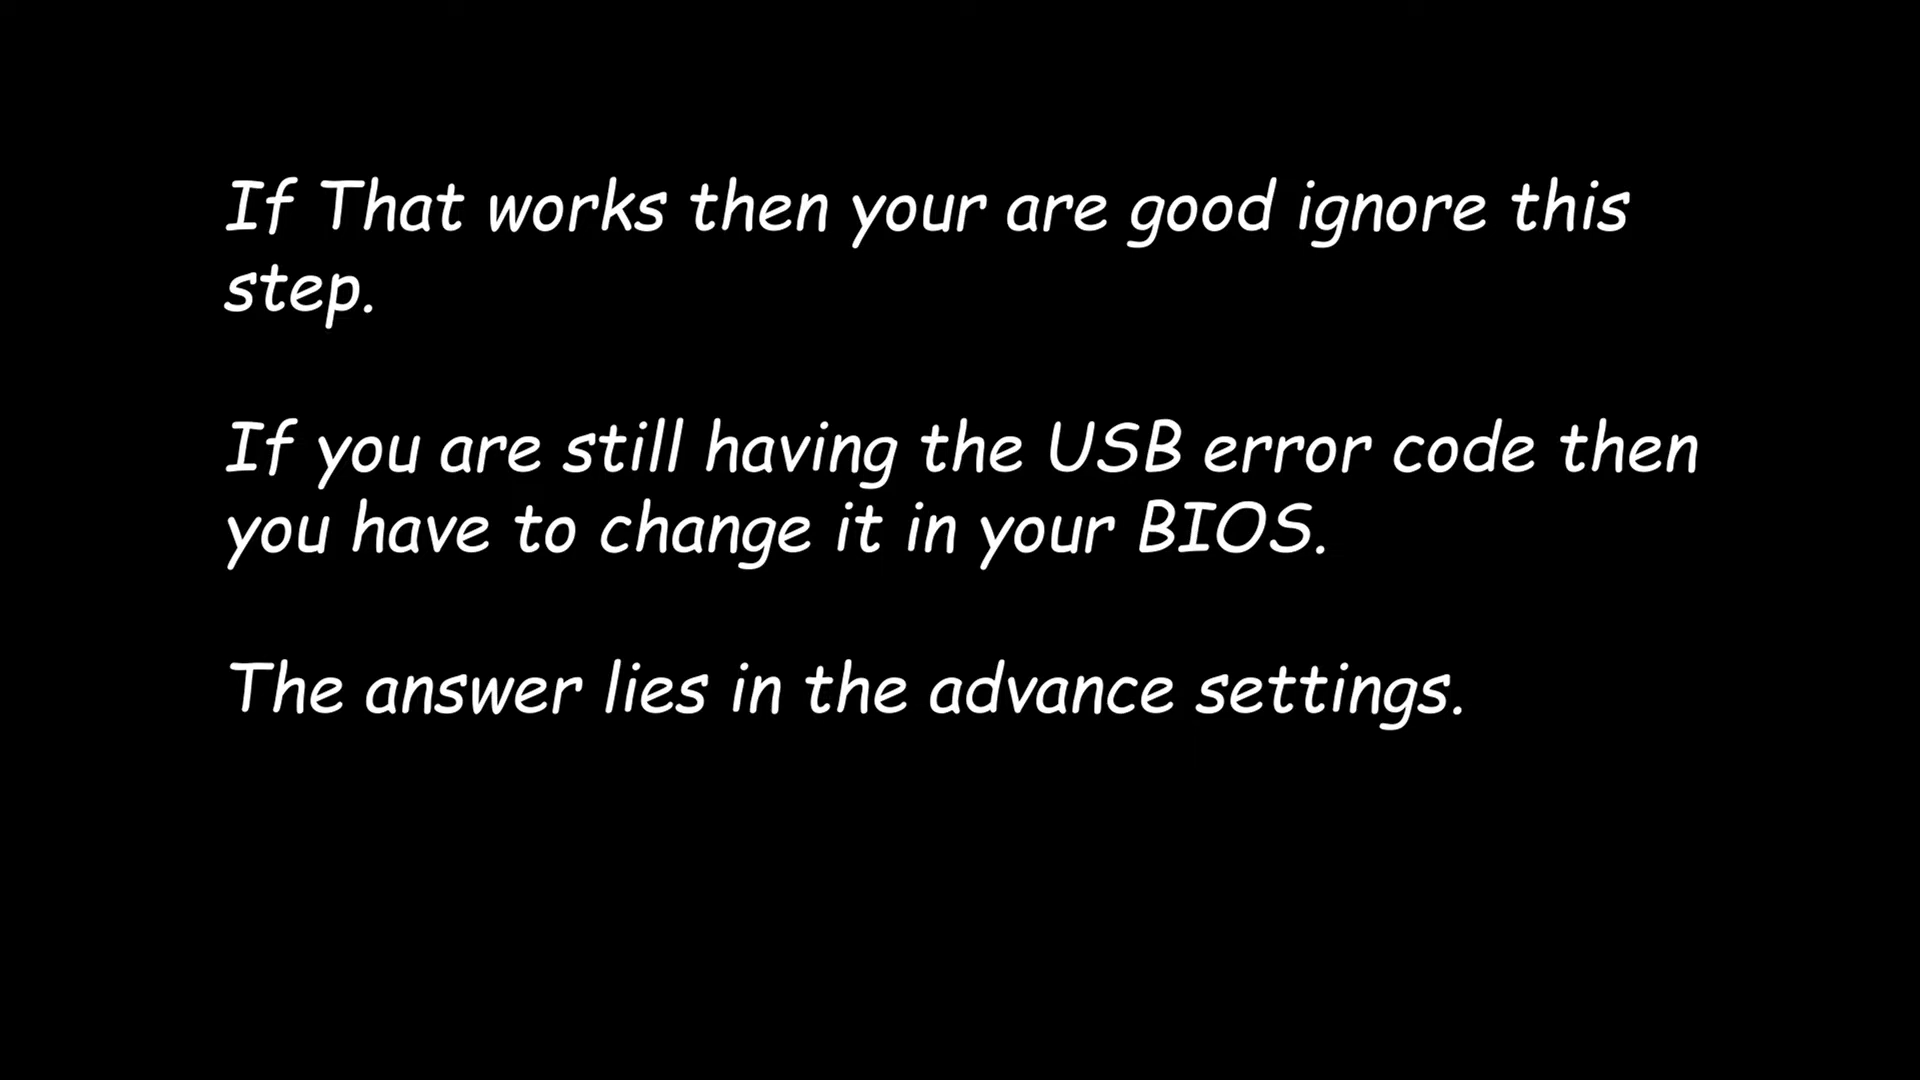 If That works then your are good ignore this
step.
If you are still having the USB error code then
you have to change it in your BIOS.
The answer lies in the advance settings.